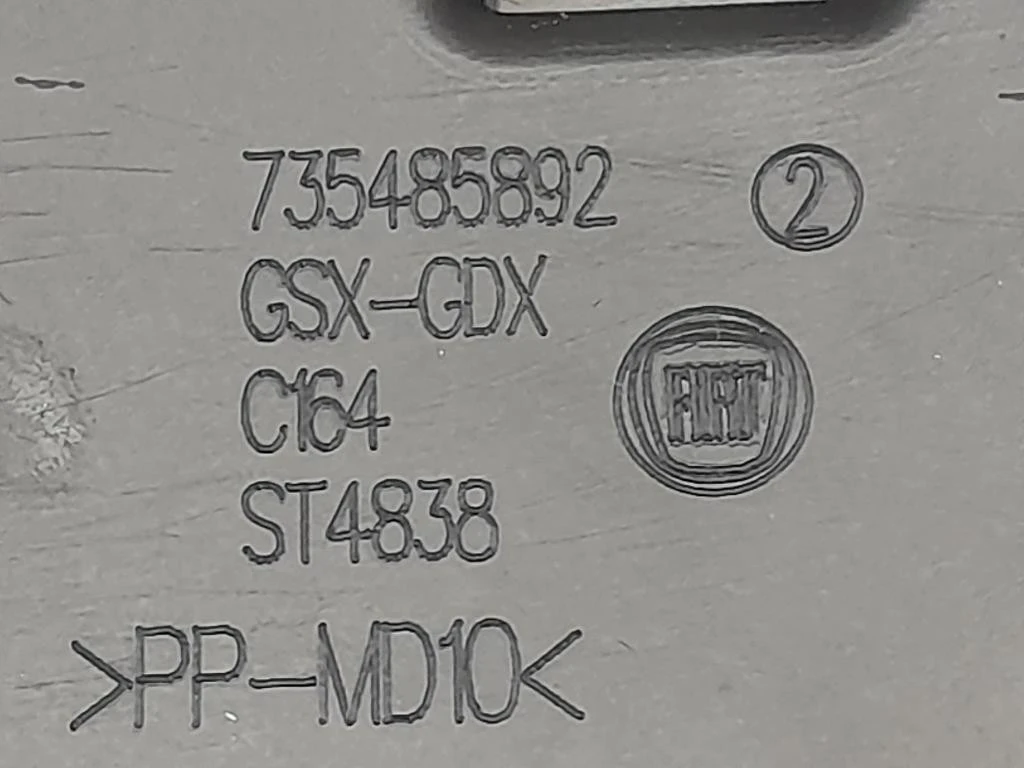 735485892 ②
GSX-GDX
C164
FIAT
ST4838
>PP-MD10<